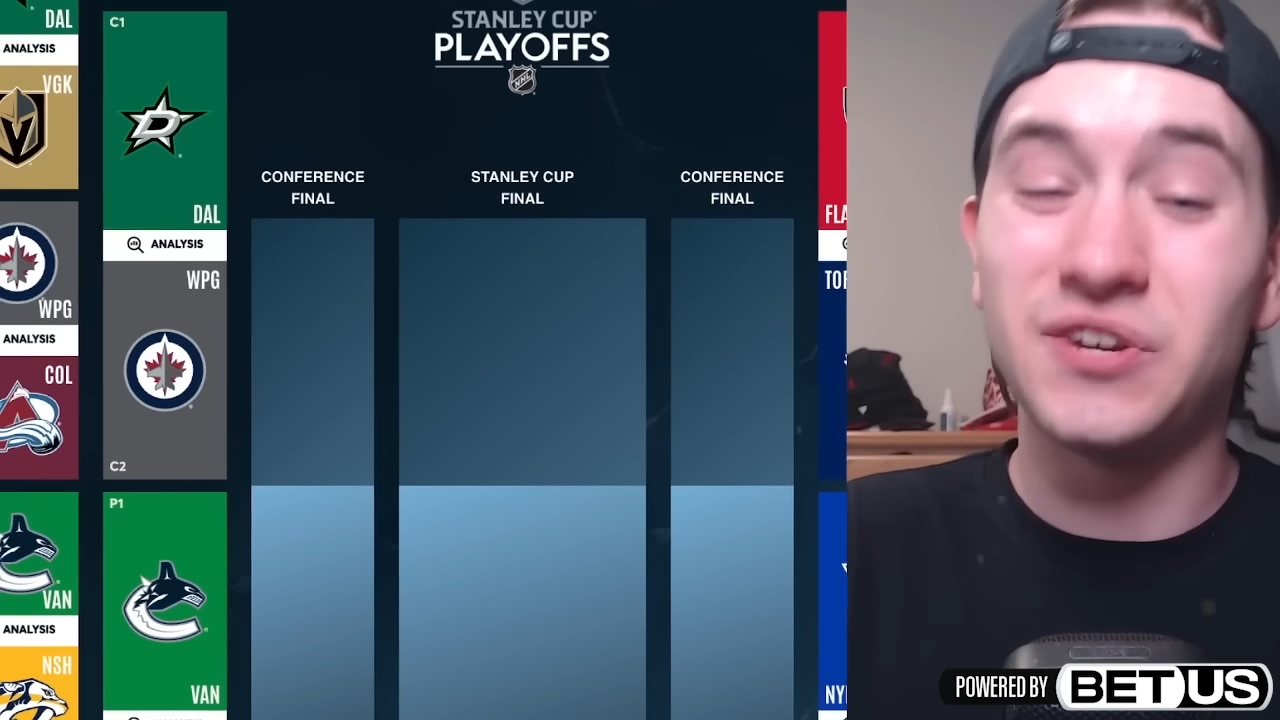 DAL
ANALYSIS
VGK
WPG
ANALYSIS
COL
VAN
ANALYSIS
NSH
C1
DAL
ANALYSIS
WPG
C2
P1
VAN
STANLEY CUP
PLAYOFFS
NHL
CONFERENCE
FINAL
STANLEY CUP
FINAL
CONFERENCE
FINAL
FLA
TOR
NY
POWERED BY BETUS